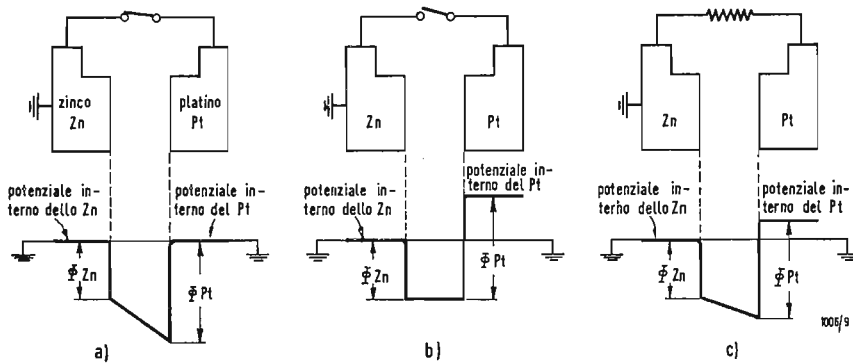 zinco
Zn
platino
Pt
potenziale in-
terno dello Zn
potenziale in-
terno del Pt
Φ Zn
Φ Pt
a)
Zn
Pt
potenziale in-
terno dello Zn
potenziale in-
terno del Pt
Φ Zn
Φ Pt
b)
Zn
Pt
potenziale in-
terno dello Zn
potenziale in-
terno del Pt
Φ Zn
Φ Pt
1006/9
c)